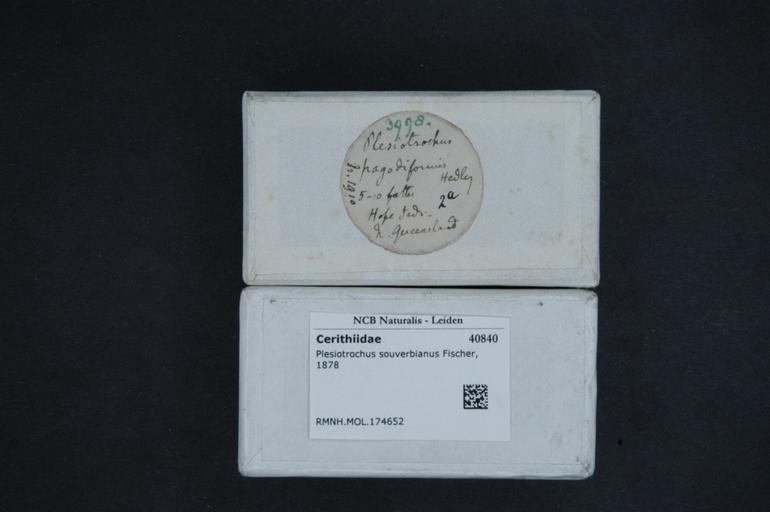 3998.
Plesiotrochus
pagodiformis
Hedley
5-10 faths
2a
Hope Isds.
N. Queensland
NCB Naturalis - Leiden
Cerithiidae 40840
Plesiotrochus souverbianus Fischer,
1878
RMNH.MOL.174652